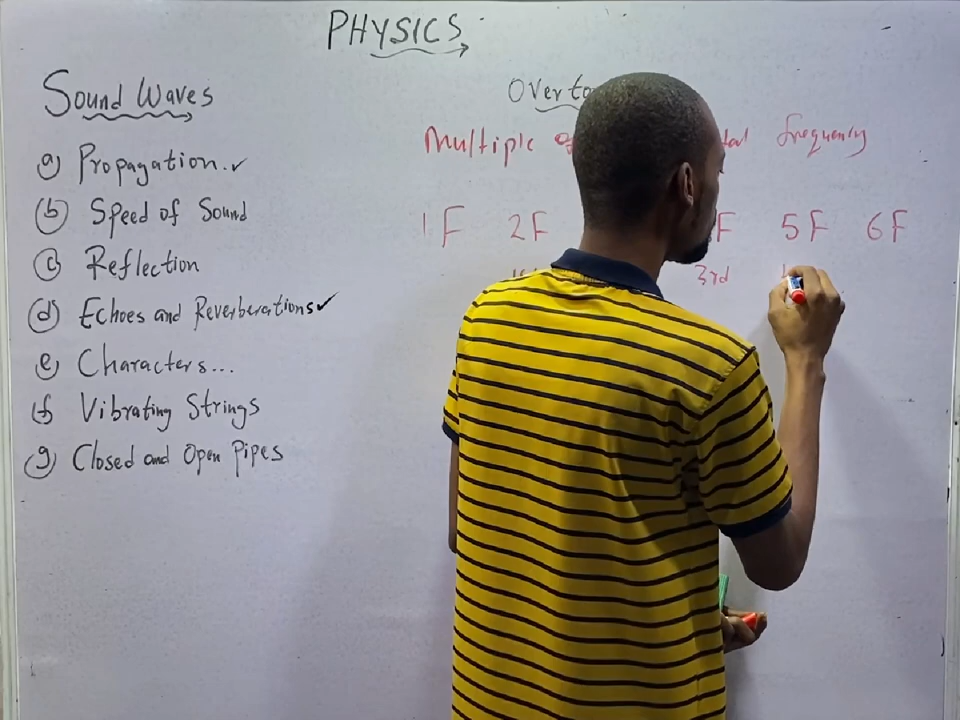 PHYSICS
Sound Waves
a) Propagation. ✓
(b) Speed of Sound
(c) Reflection
(d) Echoes and Reverberations ✓
(e) Characters...
(f) Vibrating Strings
(g) Closed and Open Pipes
Multiple frequency
1F 2F F 5F 6F
3rd